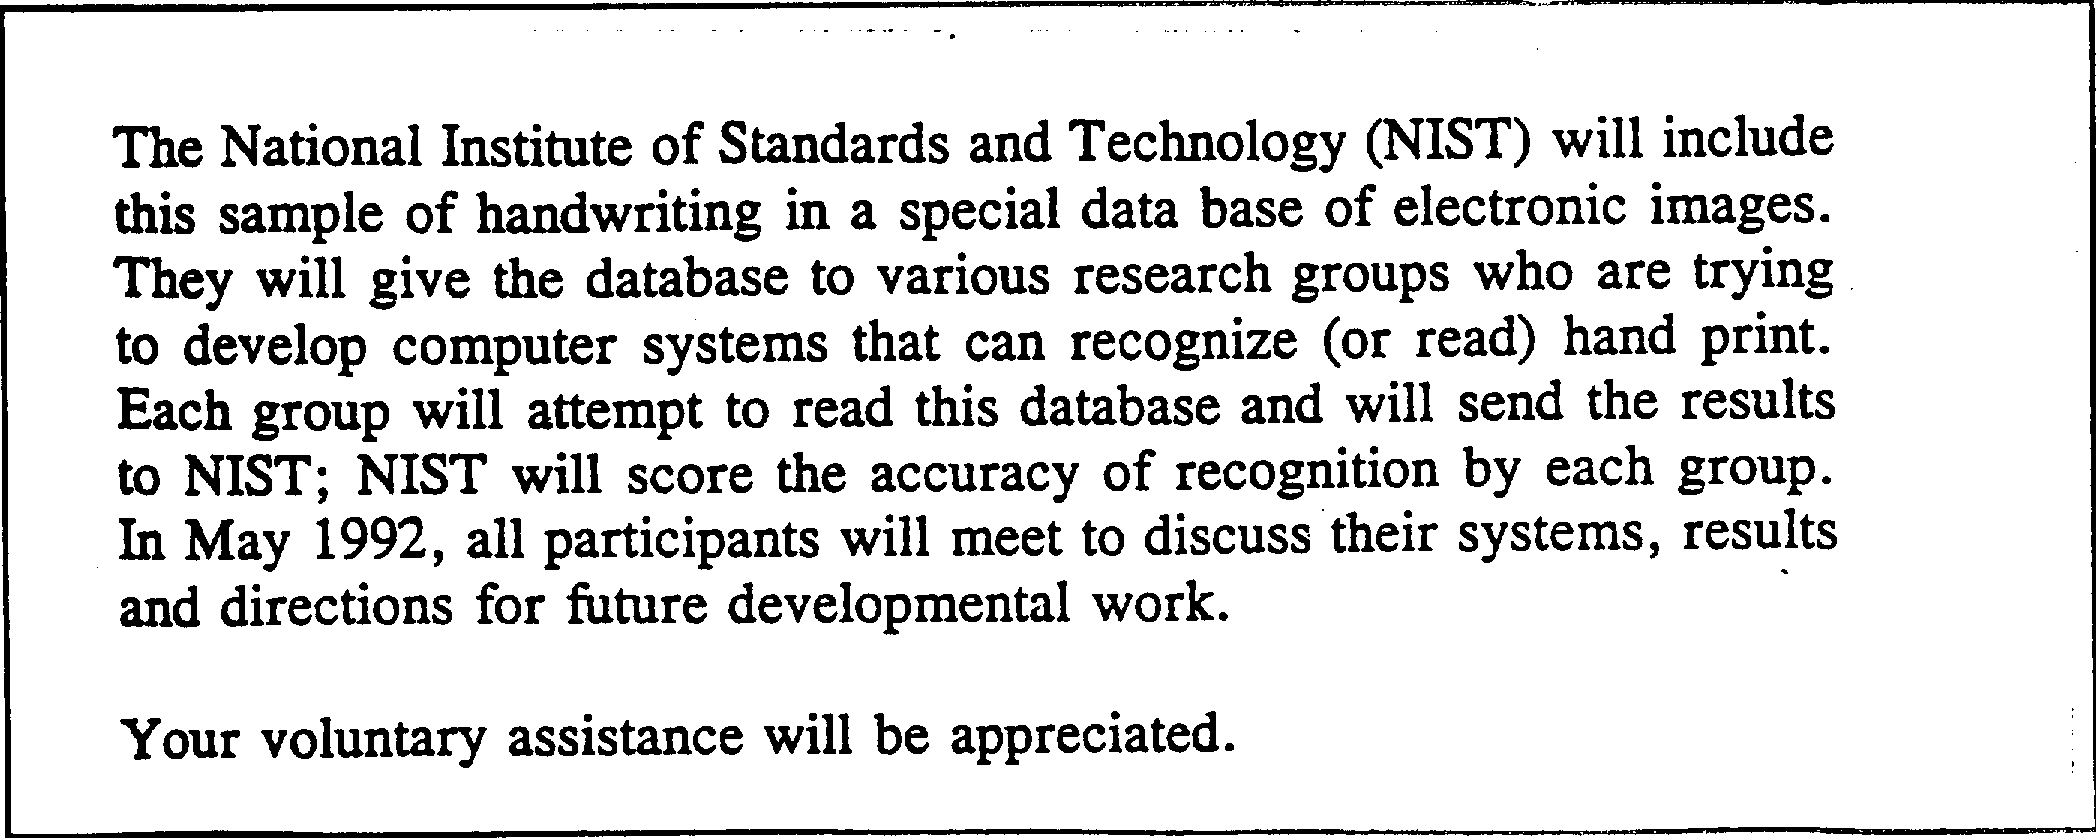 The National Institute of Standards and Technology (NIST) will include
this sample of handwriting in a special data base of electronic images.
They will give the database to various research groups who are trying
to develop computer systems that can recognize (or read) hand print.
Each group will attempt to read this database and will send the results
to NIST; NIST will score the accuracy of recognition by each group.
In May 1992, all participants will meet to discuss their systems, results
and directions for future developmental work.
Your voluntary assistance will be appreciated.